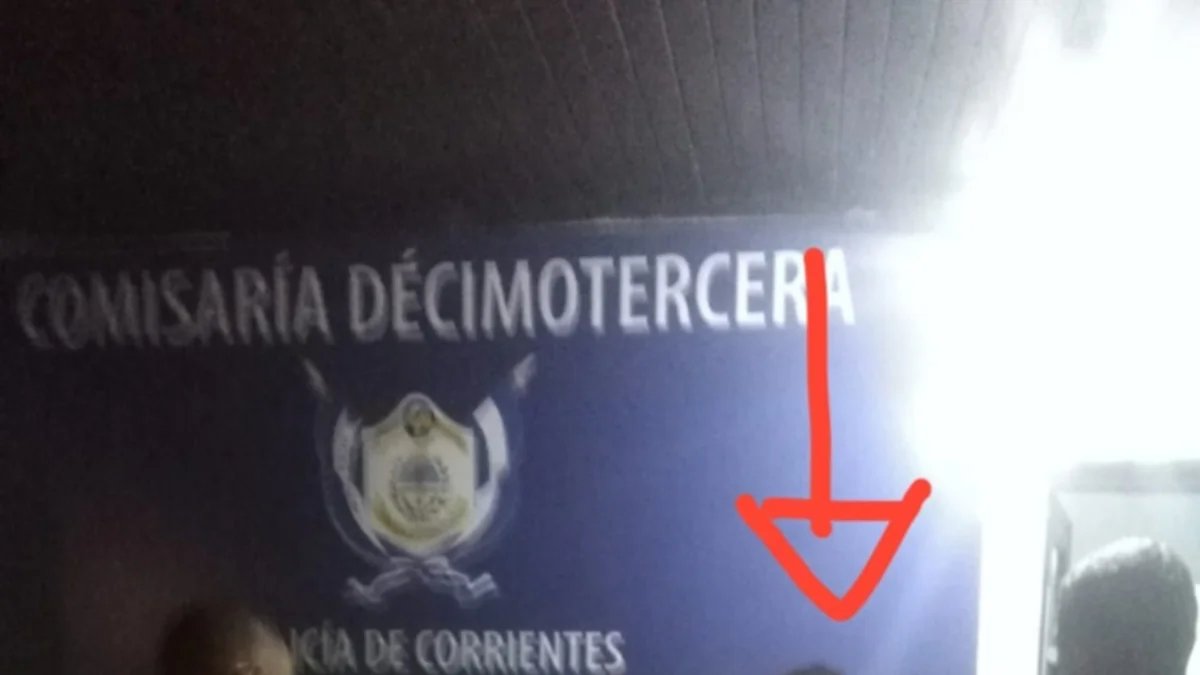 COMISARÍA DÉCIMOTERCERA
ICÍA DE CORRIENTES